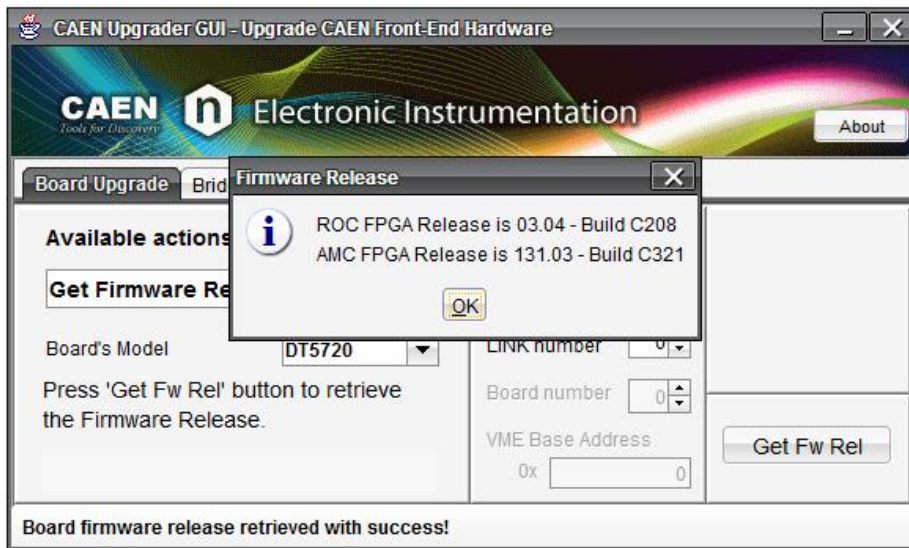 CAEN Upgrader GUI - Upgrade CAEN Front-End Hardware
CAEN n Electronic Instrumentation
Tools for Discovery
About
Board Upgrade Brid
Firmware Release
ROC FPGA Release is 03.04 - Build C208
AMC FPGA Release is 131.03 - Build C321
OK
Available actions
Get Firmware Re
Board's Model DT5720
Press 'Get Fw Rel' button to retrieve
the Firmware Release.
LINK number 0
Board number 0
VME Base Address
0x 0
Get Fw Rel
Board firmware release retrieved with success!